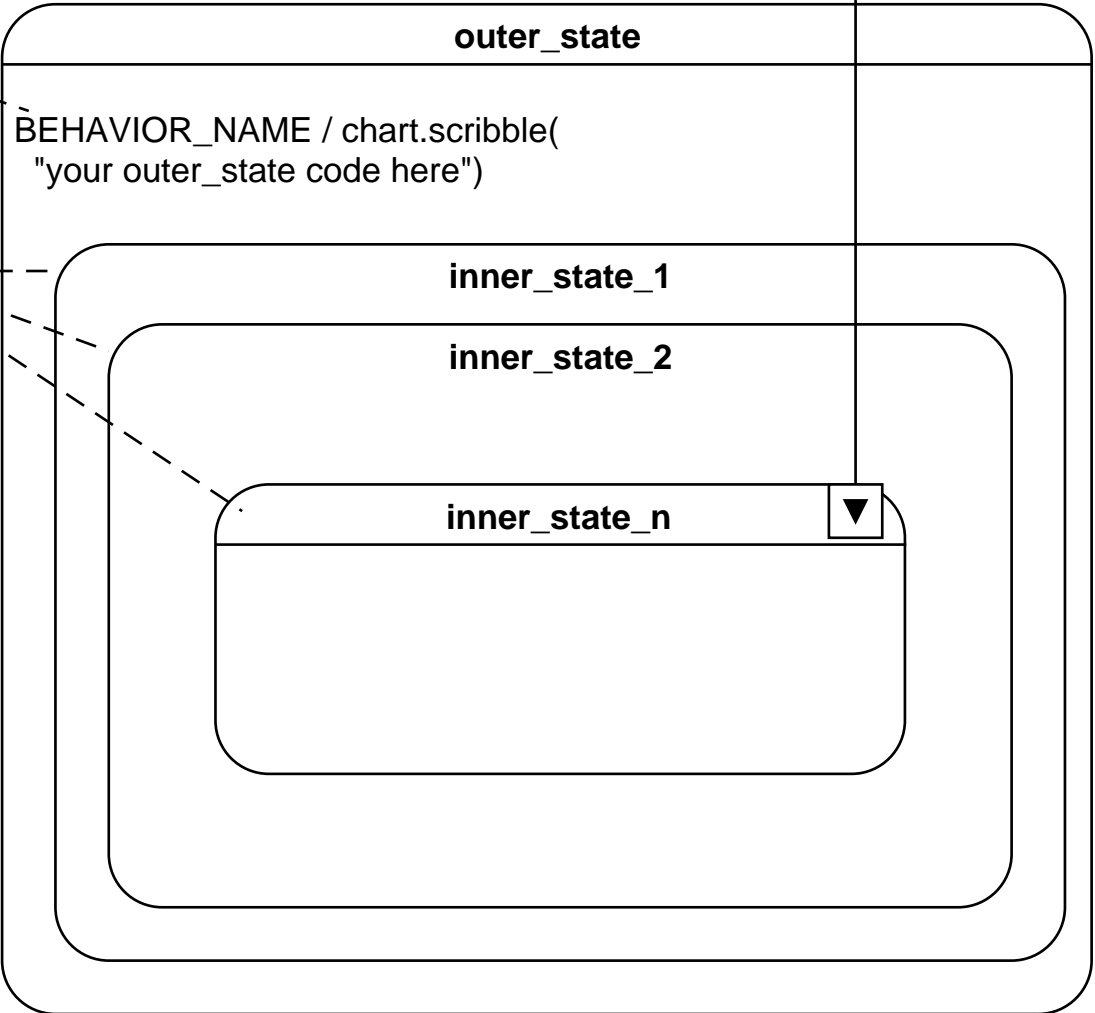 outer_state
BEHAVIOR_NAME / chart.scribble(
"your outer_state code here")
inner_state_1
inner_state_2
inner_state_n